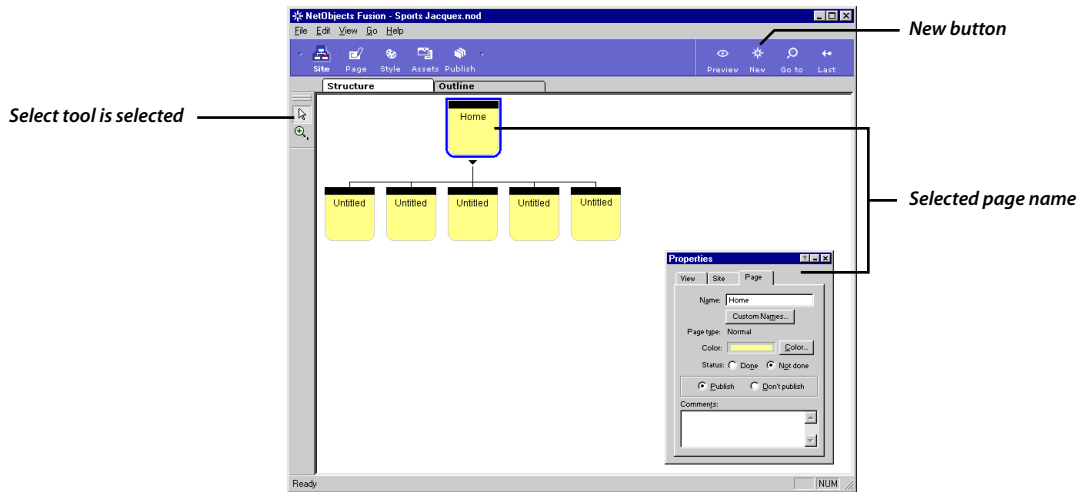 NetObjects Fusion - Sports Jacques.nod
File Edit View Go Help
New button
Site Page Style Assets Publish
Preview New Go to Last
Structure Outline
Select tool is selected
Home
Selected page name
Untitled Untitled Untitled Untitled Untitled
Properties
View Site Page
Name: Home
Custom Names...
Page type: Normal
Color: Color...
Status: Done Not done
Publish Don't publish
Comments:
Ready NUM